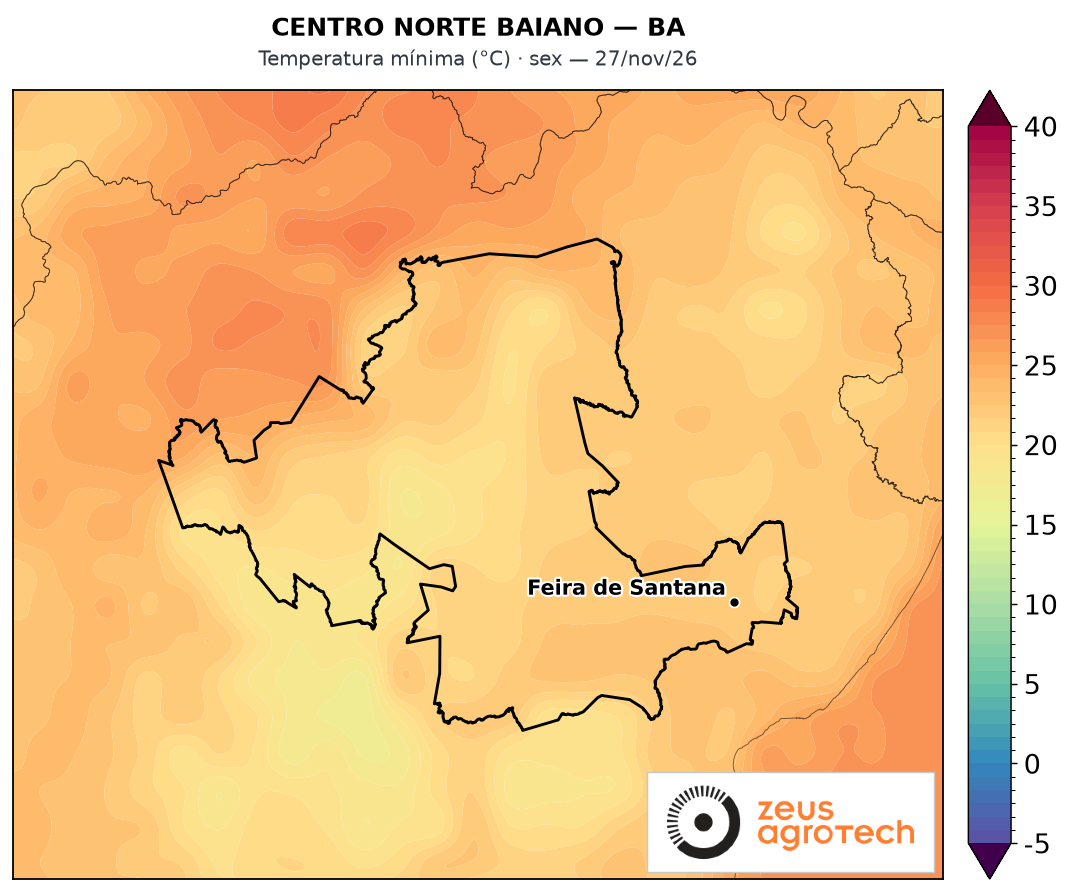 CENTRO NORTE BAIANO — BA
Temperatura mínima (°C) · sex — 27/nov/26
40
35
30
25
20
15
10
5
0
-5
Feira de Santana
zeus
agroTech